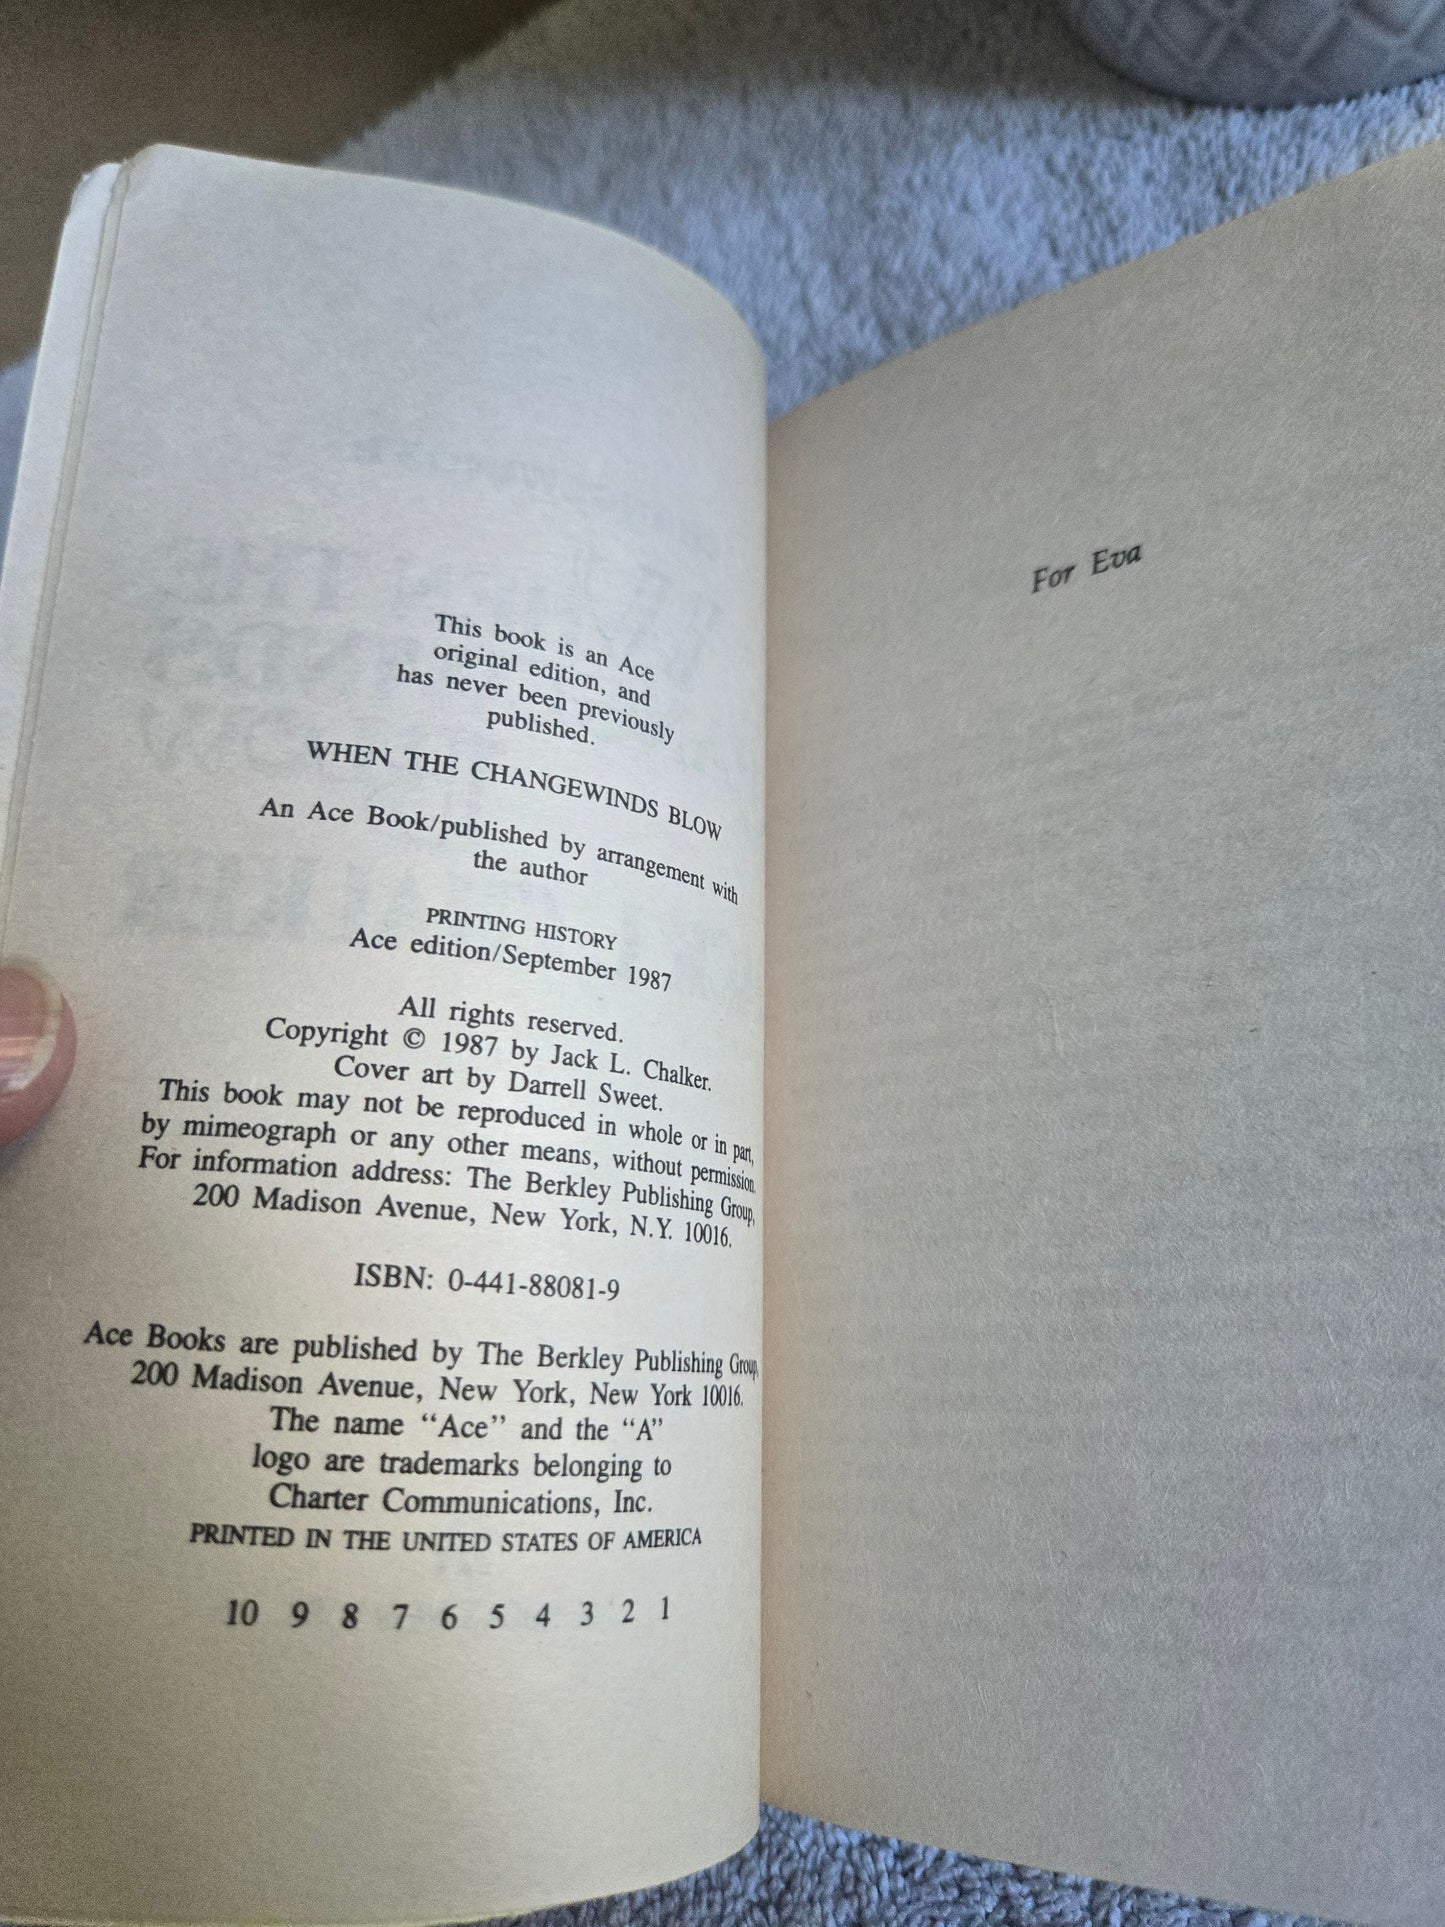 This book is an Ace
original edition, and
has never been previously
published.
WHEN THE CHANGEWINDS BLOW
An Ace Book/published by arrangement with
the author
PRINTING HISTORY
Ace edition/September 1987
All rights reserved.
Copyright © 1987 by Jack L. Chalker.
Cover art by Darrell Sweet.
This book may not be reproduced in whole or in part,
by mimeograph or any other means, without permission.
For information address: The Berkley Publishing Group,
200 Madison Avenue, New York, N.Y. 10016.
ISBN: 0-441-88081-9
Ace Books are published by The Berkley Publishing Group,
200 Madison Avenue, New York, New York 10016.
The name “Ace” and the “A”
logo are trademarks belonging to
Charter Communications, Inc.
PRINTED IN THE UNITED STATES OF AMERICA
10 9 8 7 6 5 4 3 2 1
For Eva